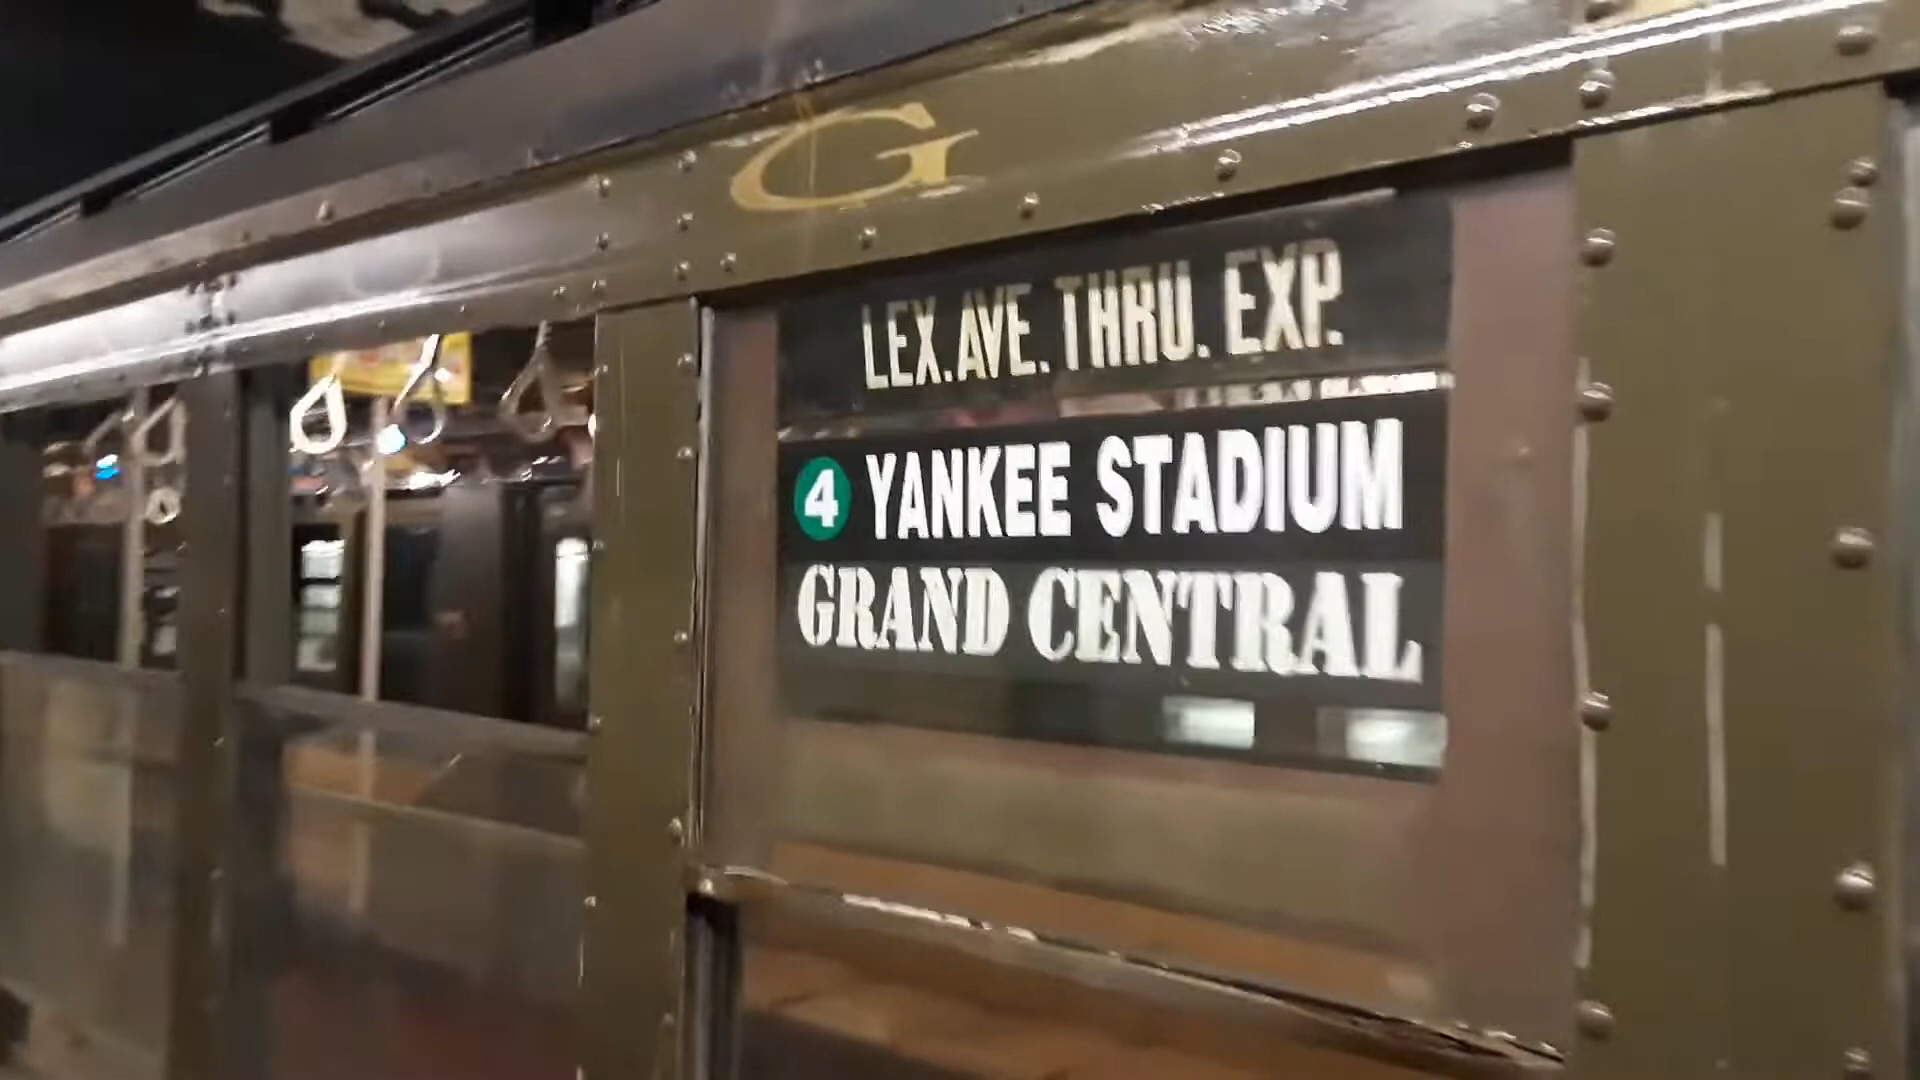 G
LEX. AVE. THRU. EXP.
4 YANKEE STADIUM
GRAND CENTRAL